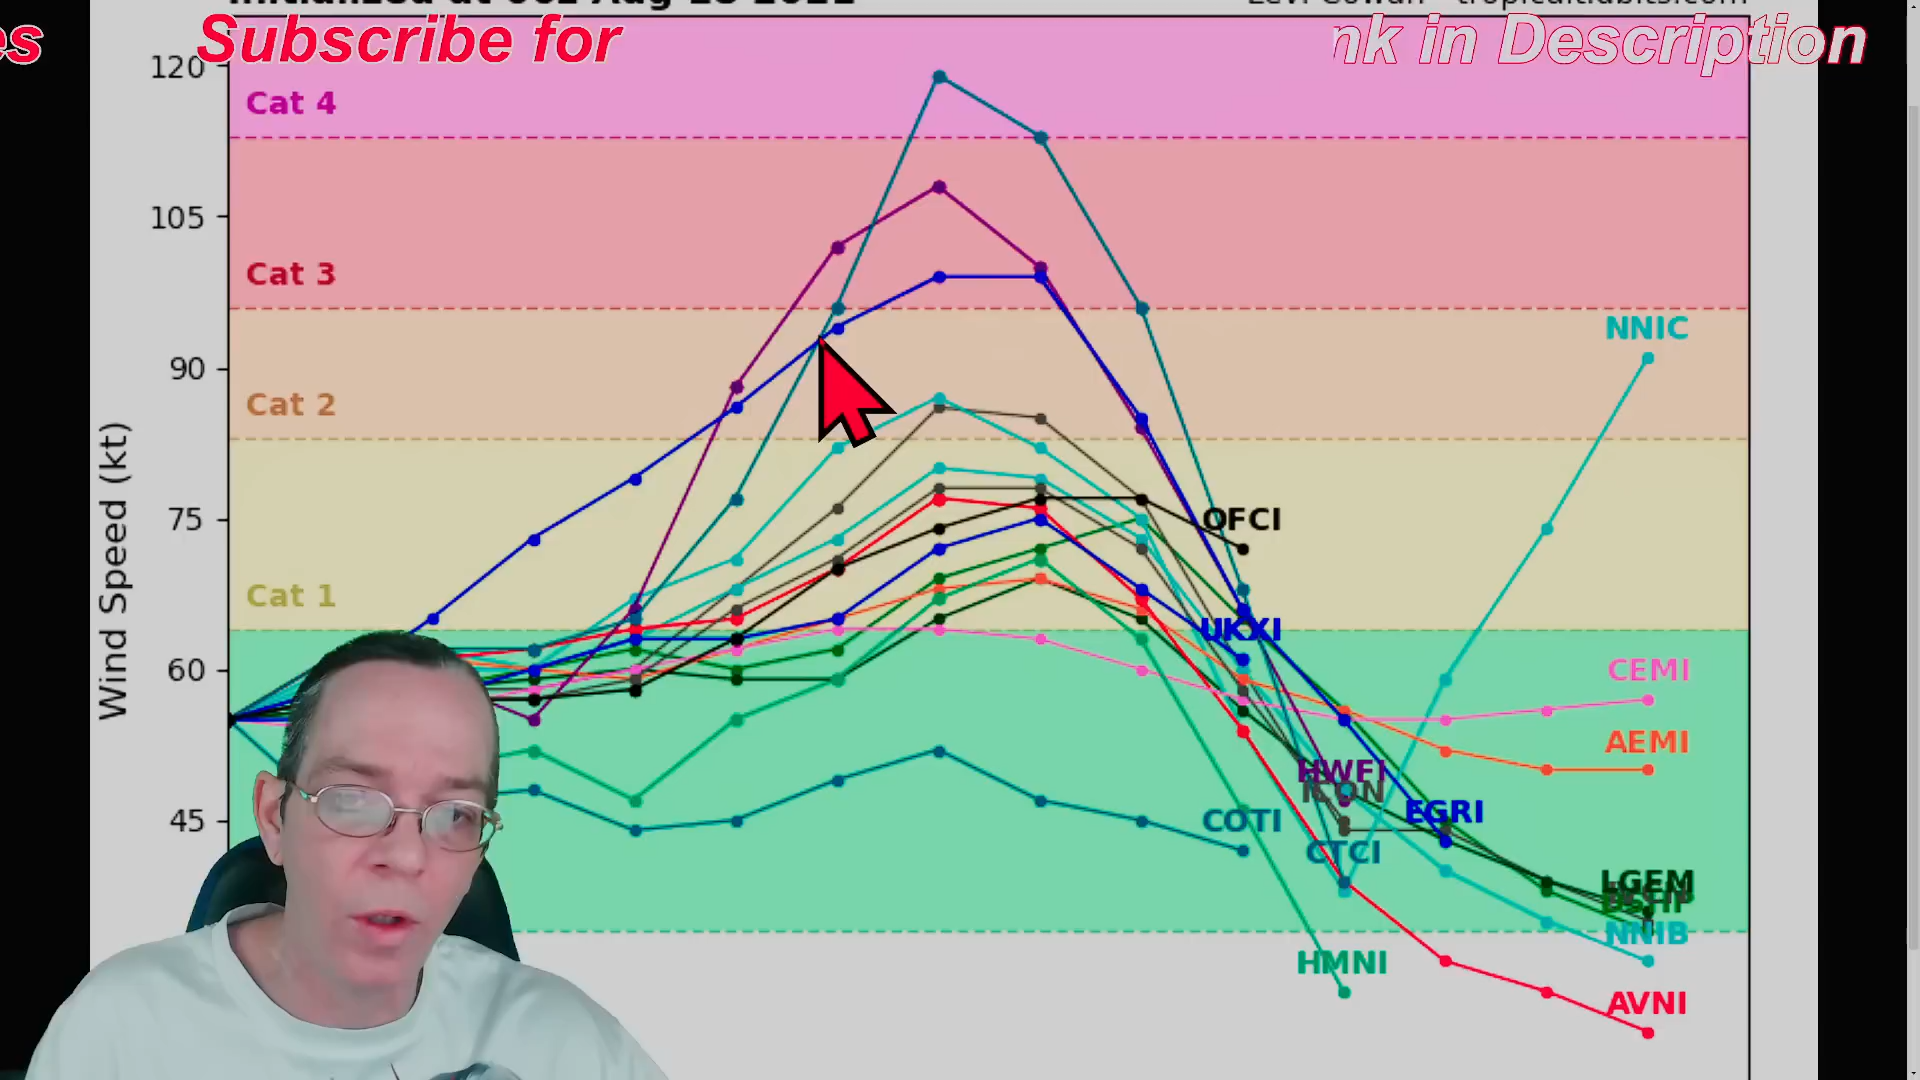 Subscribe for
nk in Description
120
Cat 4
105
Cat 3
NNIC
90
Cat 2
75
OFCI
Cat 1
UKXI
60
CEMI
AEMI
HWFI
ICON
EGRI
45
COTI
CTCI
LGEM
NNIB
HMNI
AVNI
Wind Speed (kt)